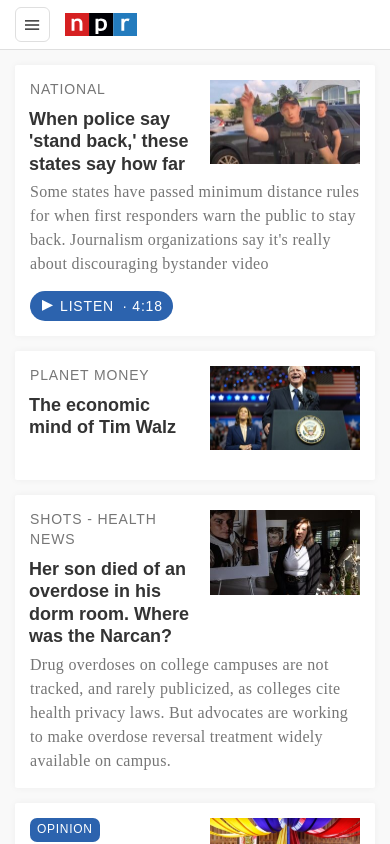 npr
NATIONAL
When police say
'stand back,' these
states say how far
Some states have passed minimum distance rules
for when first responders warn the public to stay
back. Journalism organizations say it's really
about discouraging bystander video
LISTEN · 4:18
PLANET MONEY
The economic
mind of Tim Walz
SHOTS - HEALTH
NEWS
Her son died of an
overdose in his
dorm room. Where
was the Narcan?
Drug overdoses on college campuses are not
tracked, and rarely publicized, as colleges cite
health privacy laws. But advocates are working
to make overdose reversal treatment widely
available on campus.
OPINION